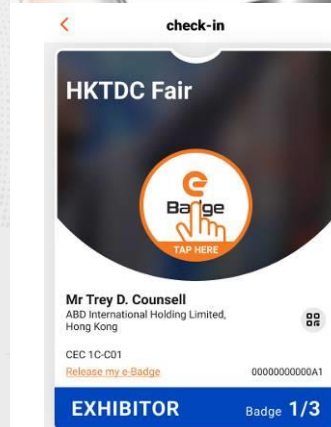 check-in
HKTDC Fair
e
Badge
TAP HERE
Mr Trey D. Counsell
ABD International Holding Limited,
Hong Kong
CEC 1C-C01
Release my e-Badge
00000000000A1
EXHIBITOR
Badge 1/3